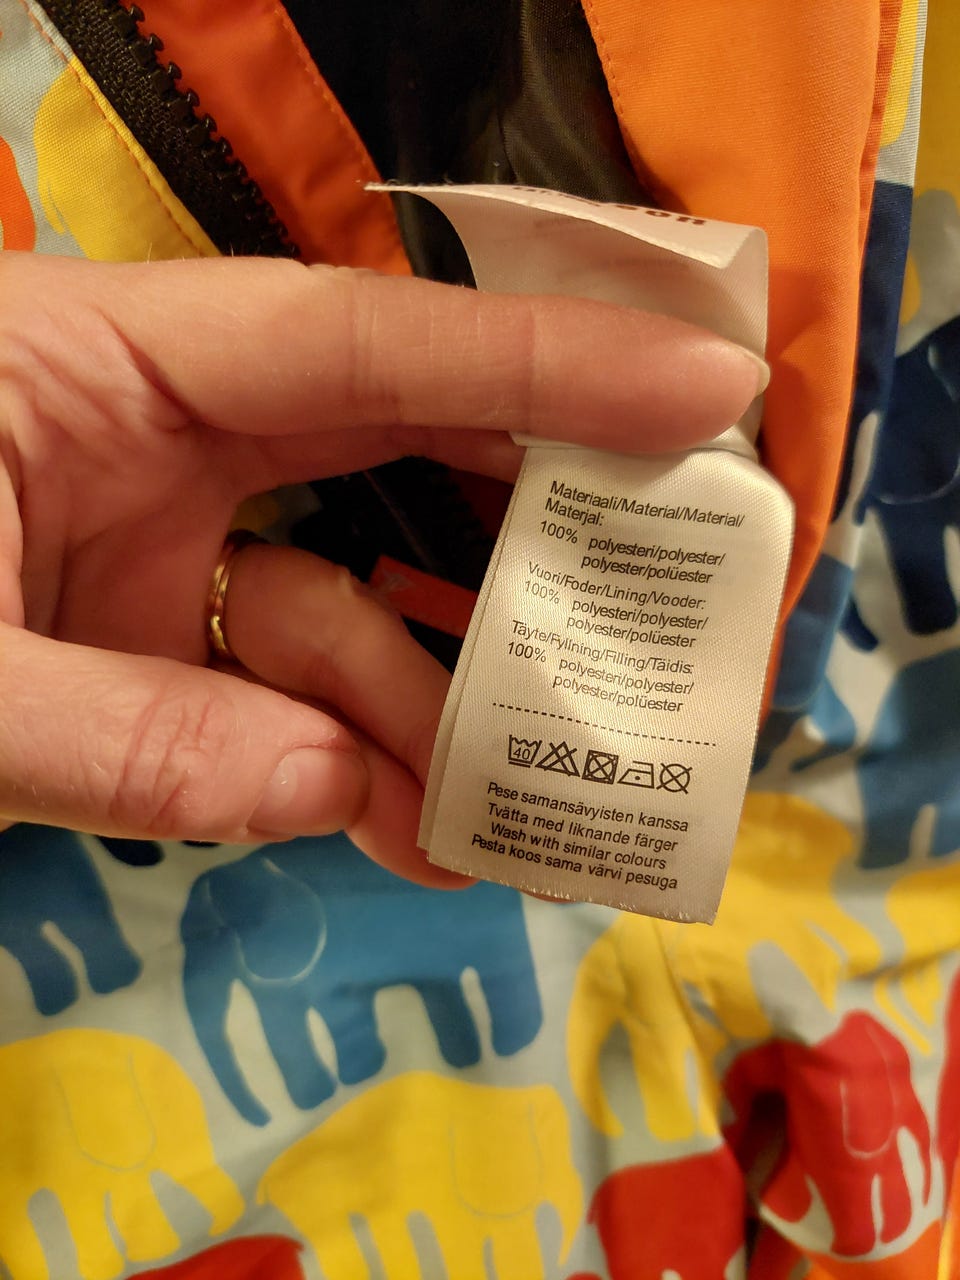 Materiaali/Material/Material/
Materjal:
100% polyesteri/polyester/
polyester/polüester
Vuori/Foder/Lining/Vooder:
100% polyesteri/polyester/
polyester/polüester
Täyte/Fyllning/Filling/Täidis:
100% polyesteri/polyester/
polyester/polüester
40
Pese samansävyisten kanssa
Tvätta med liknande färger
Wash with similar colours
Pesta koos sama värvi pesuga